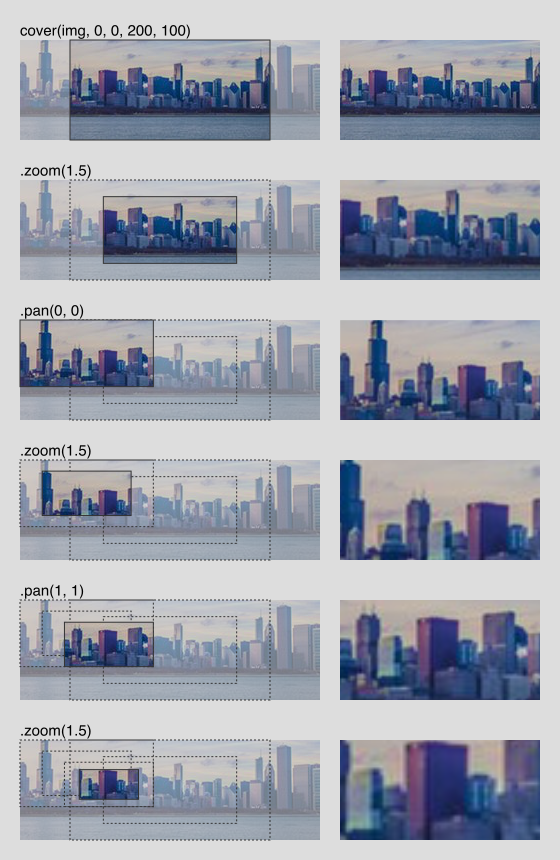 cover(img, 0, 0, 200, 100)
.zoom(1.5)
.pan(0, 0)
.zoom(1.5)
.pan(1, 1)
.zoom(1.5)